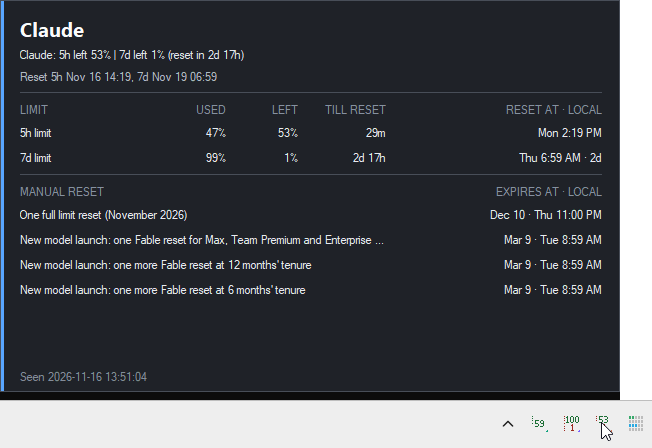 Claude
Claude: 5h left 53% | 7d left 1% (reset in 2d 17h)
Reset 5h Nov 16 14:19, 7d Nov 19 06:59
LIMIT USED LEFT TILL RESET RESET AT · LOCAL
5h limit 47% 53% 29m Mon 2:19 PM
7d limit 99% 1% 2d 17h Thu 6:59 AM · 2d
MANUAL RESET EXPIRES AT · LOCAL
One full limit reset (November 2026) Dec 10 · Thu 11:00 PM
New model launch: one Fable reset for Max, Team Premium and Enterprise ... Mar 9 · Tue 8:59 AM
New model launch: one more Fable reset at 12 months' tenure Mar 9 · Tue 8:59 AM
New model launch: one more Fable reset at 6 months' tenure Mar 9 · Tue 8:59 AM
Seen 2026-11-16 13:51:04
59 100 53
1